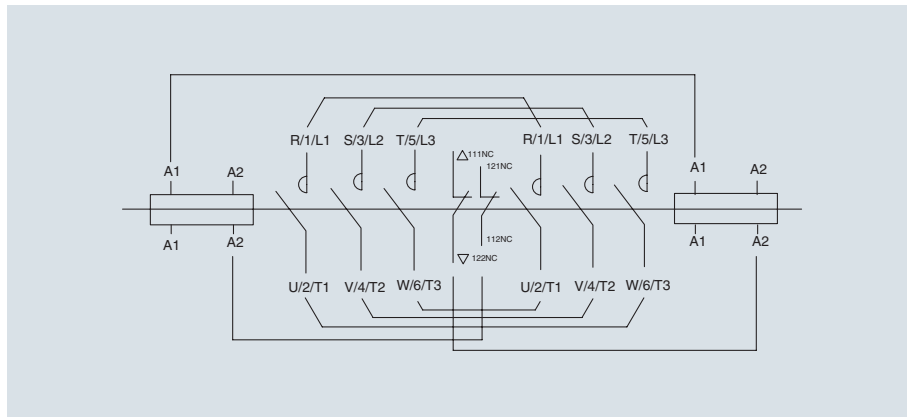 R/1/L1 S/3/L2 T/5/L3 R/1/L1 S/3/L2 T/5/L3
111NC
121NC
A1 A2 A1 A2
A1 A2 A1 A2
112NC
122NC
U/2/T1 V/4/T2 W/6/T3 U/2/T1 V/4/T2 W/6/T3